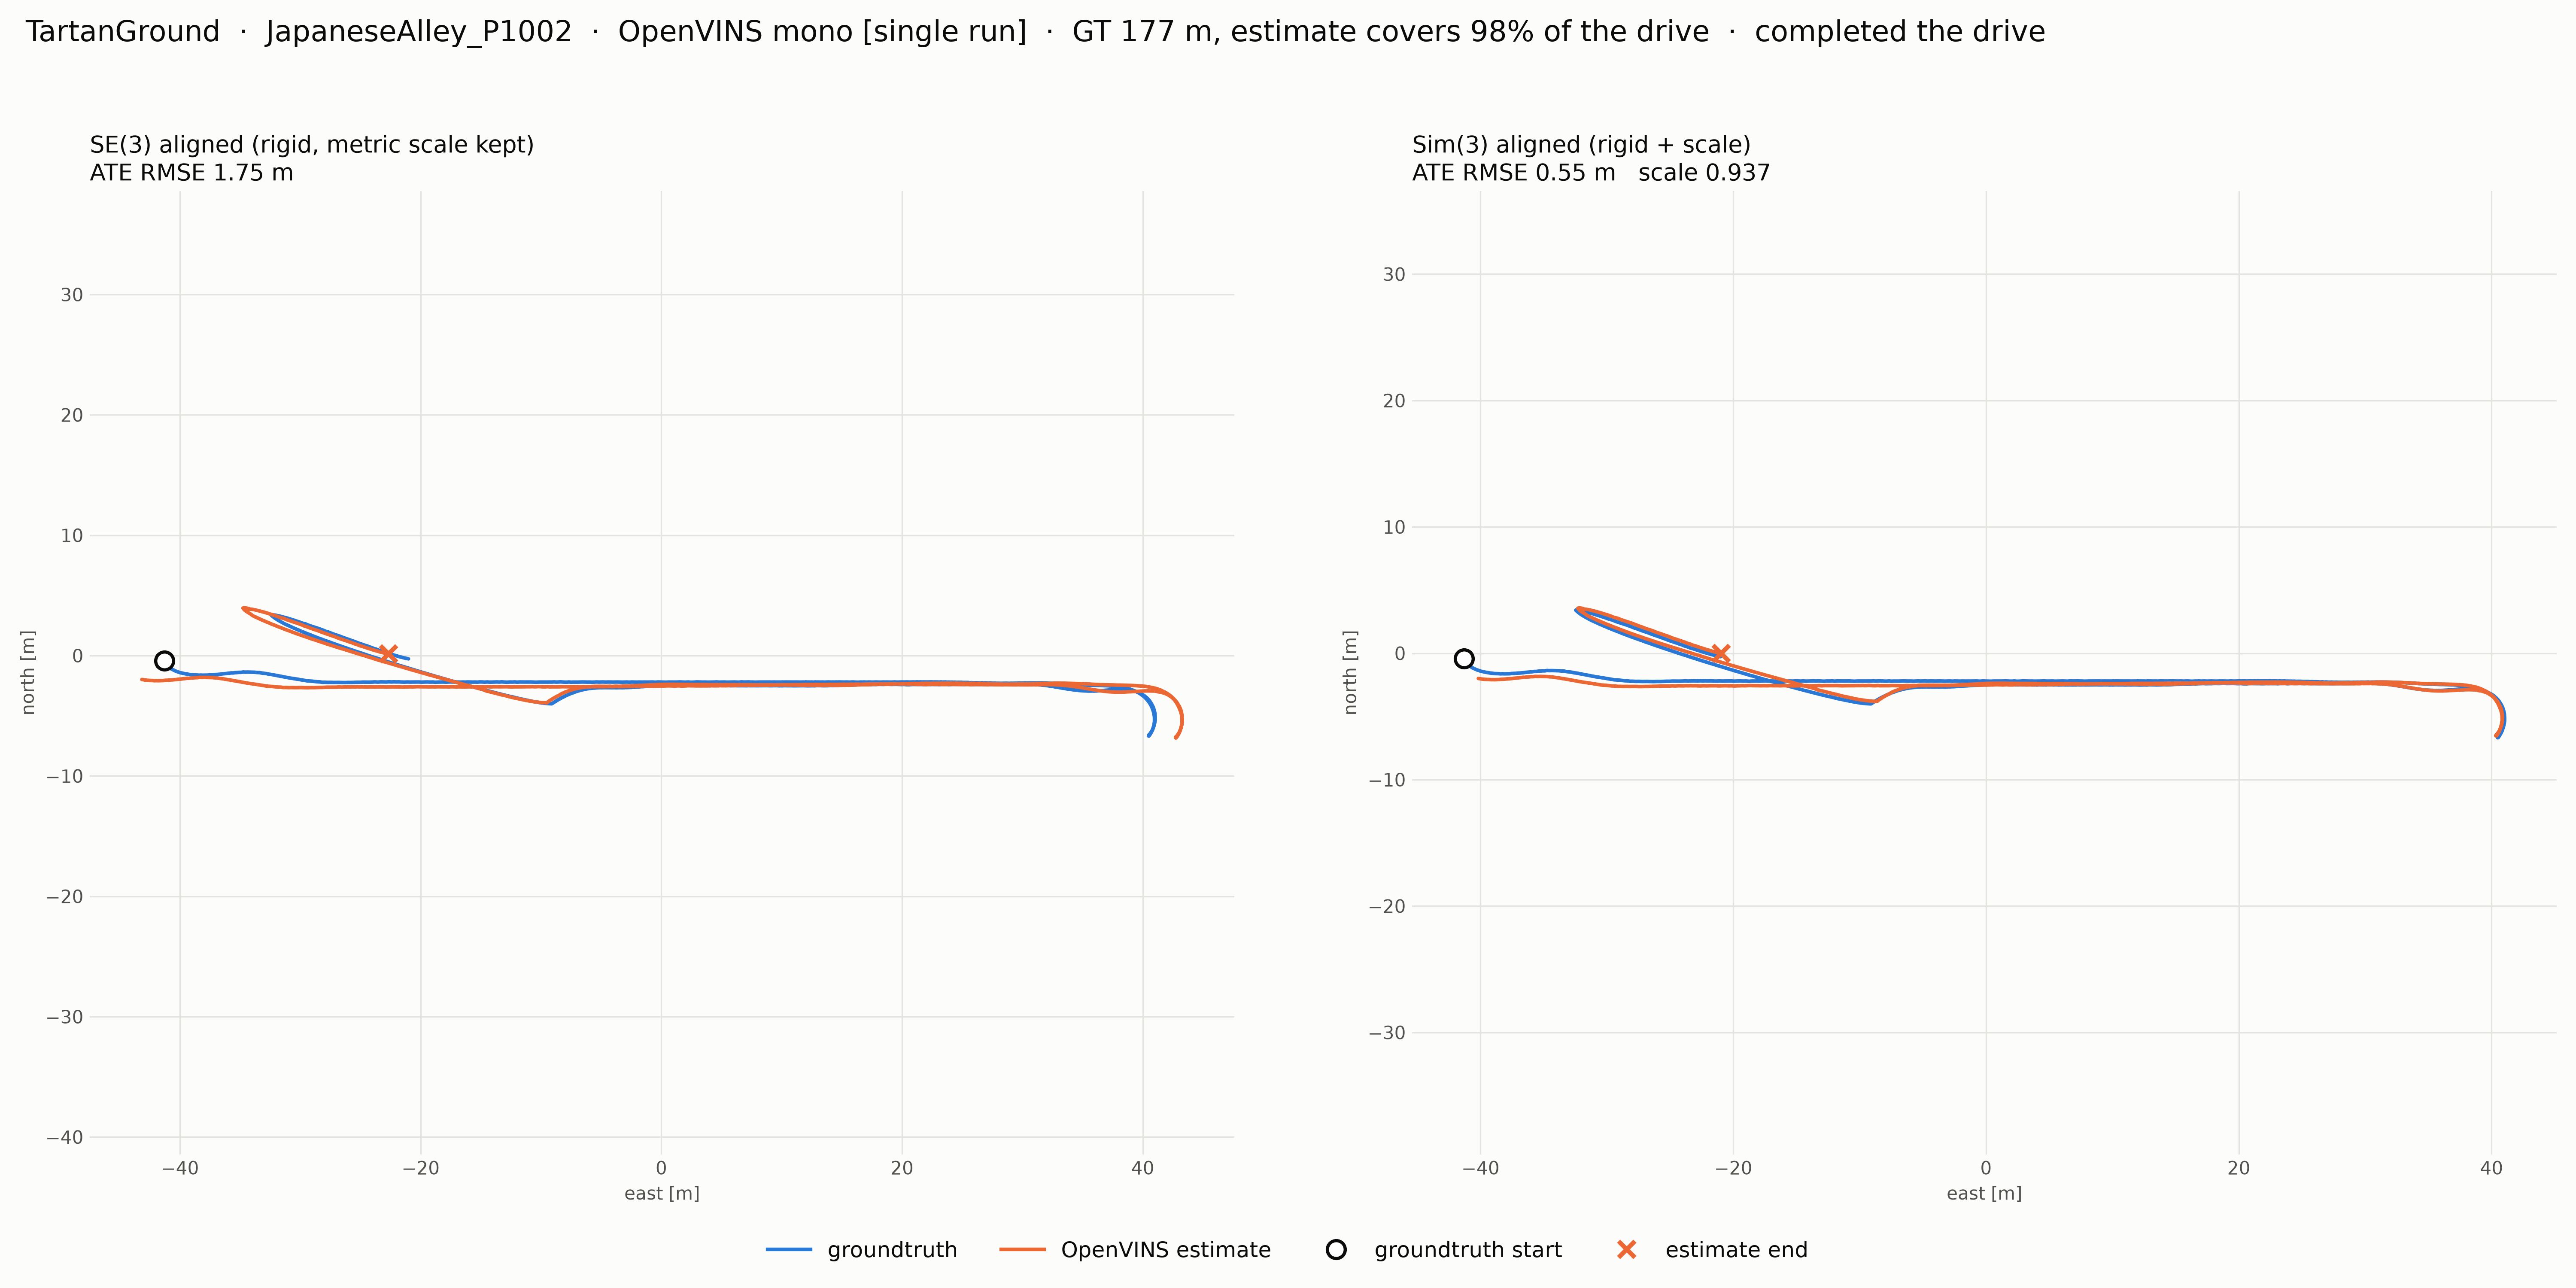 TartanGround · JapaneseAlley_P1002 · OpenVINS mono [single run] · GT 177 m, estimate covers 98% of the drive · completed the drive
SE(3) aligned (rigid, metric scale kept)
ATE RMSE 1.75 m
30
20
10
0
−10
−20
−30
−40
north [m]
−40
−20
0
20
40
east [m]
Sim(3) aligned (rigid + scale)
ATE RMSE 0.55 m scale 0.937
30
20
10
0
−10
−20
−30
north [m]
−40
−20
0
20
40
east [m]
groundtruth
OpenVINS estimate
groundtruth start
estimate end